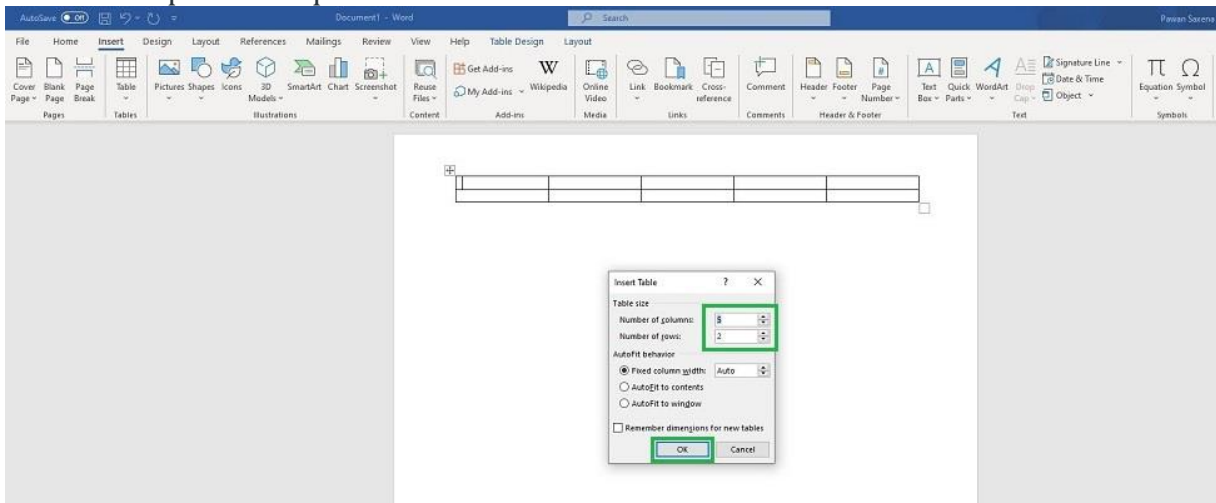 AutoSave On Document1 - Word Search Pawan Saxena
File Home Insert Design Layout References Mailings Review View Help Table Design Layout
Cover Page Blank Page Page Break Table Pictures Shapes Icons 3D Models SmartArt Chart Screenshot Reuse Files Get Add-ins My Add-ins Wikipedia Online Video Link Bookmark Cross-reference Comment Header Footer Page Number Text Box Quick Parts WordArt Drop Cap Signature Line Date & Time Object Equation Symbol
Pages Tables Illustrations Content Add-ins Media Links Comments Header & Footer Text Symbols
Insert Table ?
Table size
Number of columns: 5
Number of rows: 2
AutoFit behavior
Fixed column width: Auto
AutoFit to contents
AutoFit to window
Remember dimensions for new tables
OK Cancel